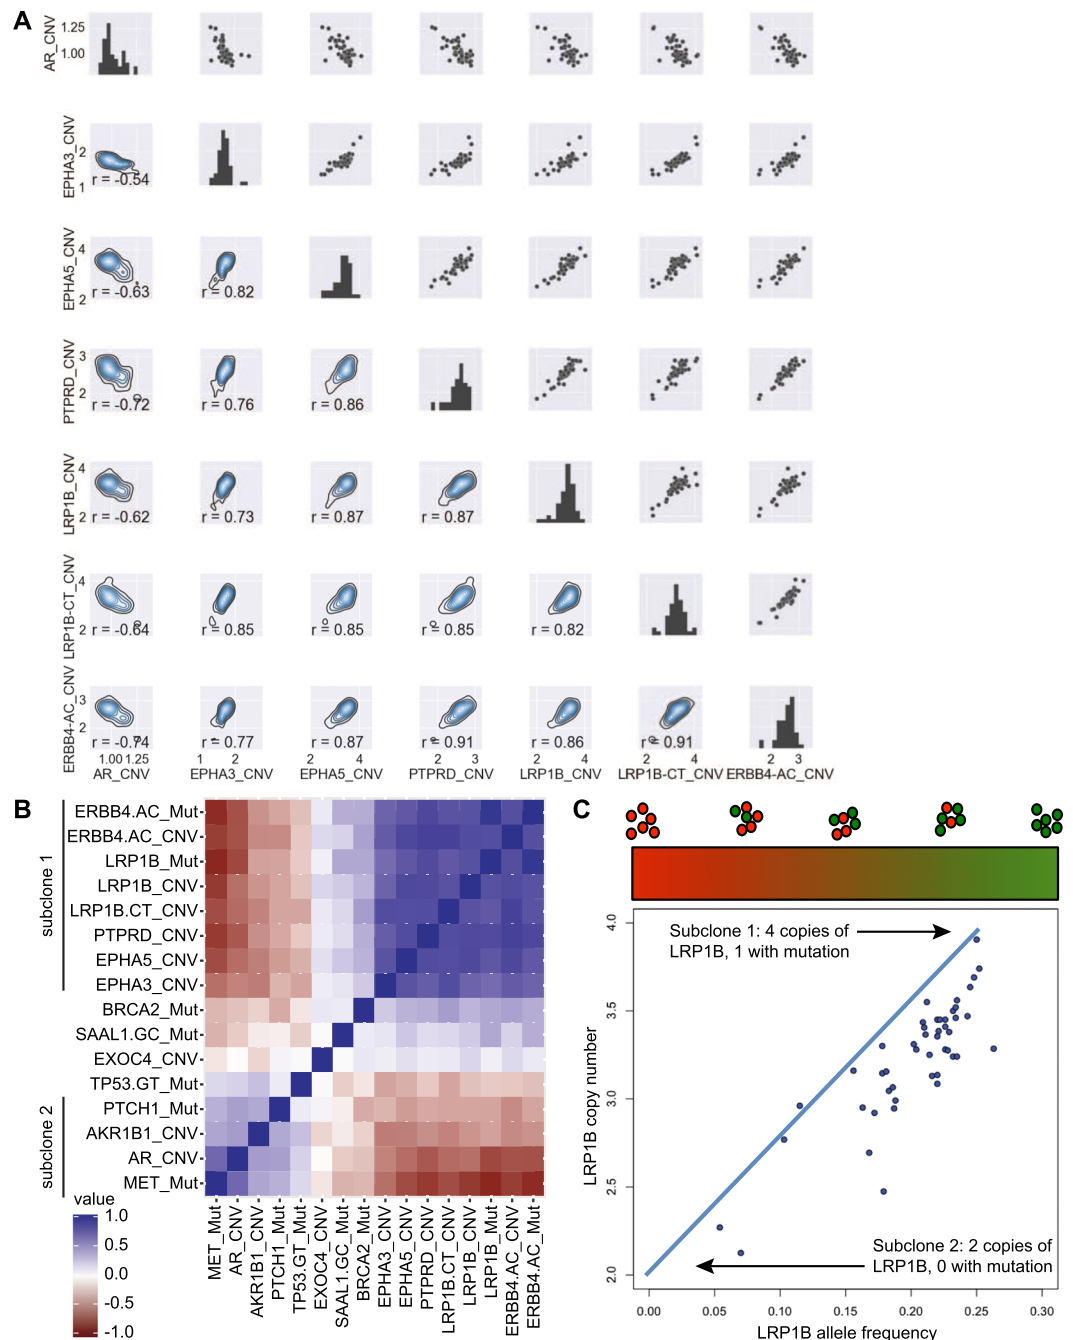 A
AR_CNV
1.25
1.00
EPHA3_CNV
2
1
r = -0.54
EPHA5_CNV
4
2
r = -0.63
r = 0.82
PTPRD_CNV
3
2
r = -0.72
r = 0.76
r = 0.86
LRP1B_CNV
4
2
r = -0.62
r = 0.73
r = 0.87
r = 0.87
LRP1B-CT_CNV
4
2
r = -0.64
r = 0.85
r = 0.85
r = 0.85
r = 0.82
ERBB4-AC_CNV
3
2
r = -0.74
r = 0.77
r = 0.87
r = 0.91
r = 0.86
r = 0.91
1.00 1.25
1 2
2 4
2 3
2 4
2 4
2 3
AR_CNV
EPHA3_CNV
EPHA5_CNV
PTPRD_CNV
LRP1B_CNV
LRP1B-CT_CNV
ERBB4-AC_CNV
B
subclone 1
ERBB4.AC_Mut
ERBB4.AC_CNV
LRP1B_Mut
LRP1B_CNV
LRP1B.CT_CNV
PTPRD_CNV
EPHA5_CNV
EPHA3_CNV
BRCA2_Mut
SAAL1.GC_Mut
EXOC4_CNV
TP53.GT_Mut
subclone 2
PTCH1_Mut
AKR1B1_CNV
AR_CNV
MET_Mut
value
1.0
0.5
0.0
-0.5
-1.0
MET_Mut
AR_CNV
AKR1B1_CNV
PTCH1_Mut
TP53.GT_Mut
EXOC4_CNV
SAAL1.GC_Mut
BRCA2_Mut
EPHA3_CNV
EPHA5_CNV
PTPRD_CNV
LRP1B.CT_CNV
LRP1B_CNV
LRP1B_Mut
ERBB4.AC_CNV
ERBB4.AC_Mut
C
Subclone 1: 4 copies of
LRP1B, 1 with mutation
Subclone 2: 2 copies of
LRP1B, 0 with mutation
LRP1B copy number
4.0
3.5
3.0
2.5
2.0
0.00 0.05 0.10 0.15 0.20 0.25 0.30
LRP1B allele frequency